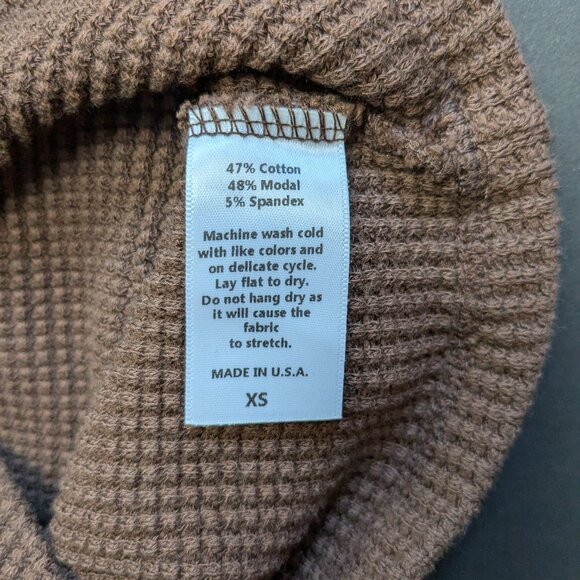 47% Cotton
48% Modal
5% Spandex
Machine wash cold
with like colors and
on delicate cycle.
Lay flat to dry.
Do not hang dry as
it will cause the
fabric
to stretch.
MADE IN U.S.A.
XS